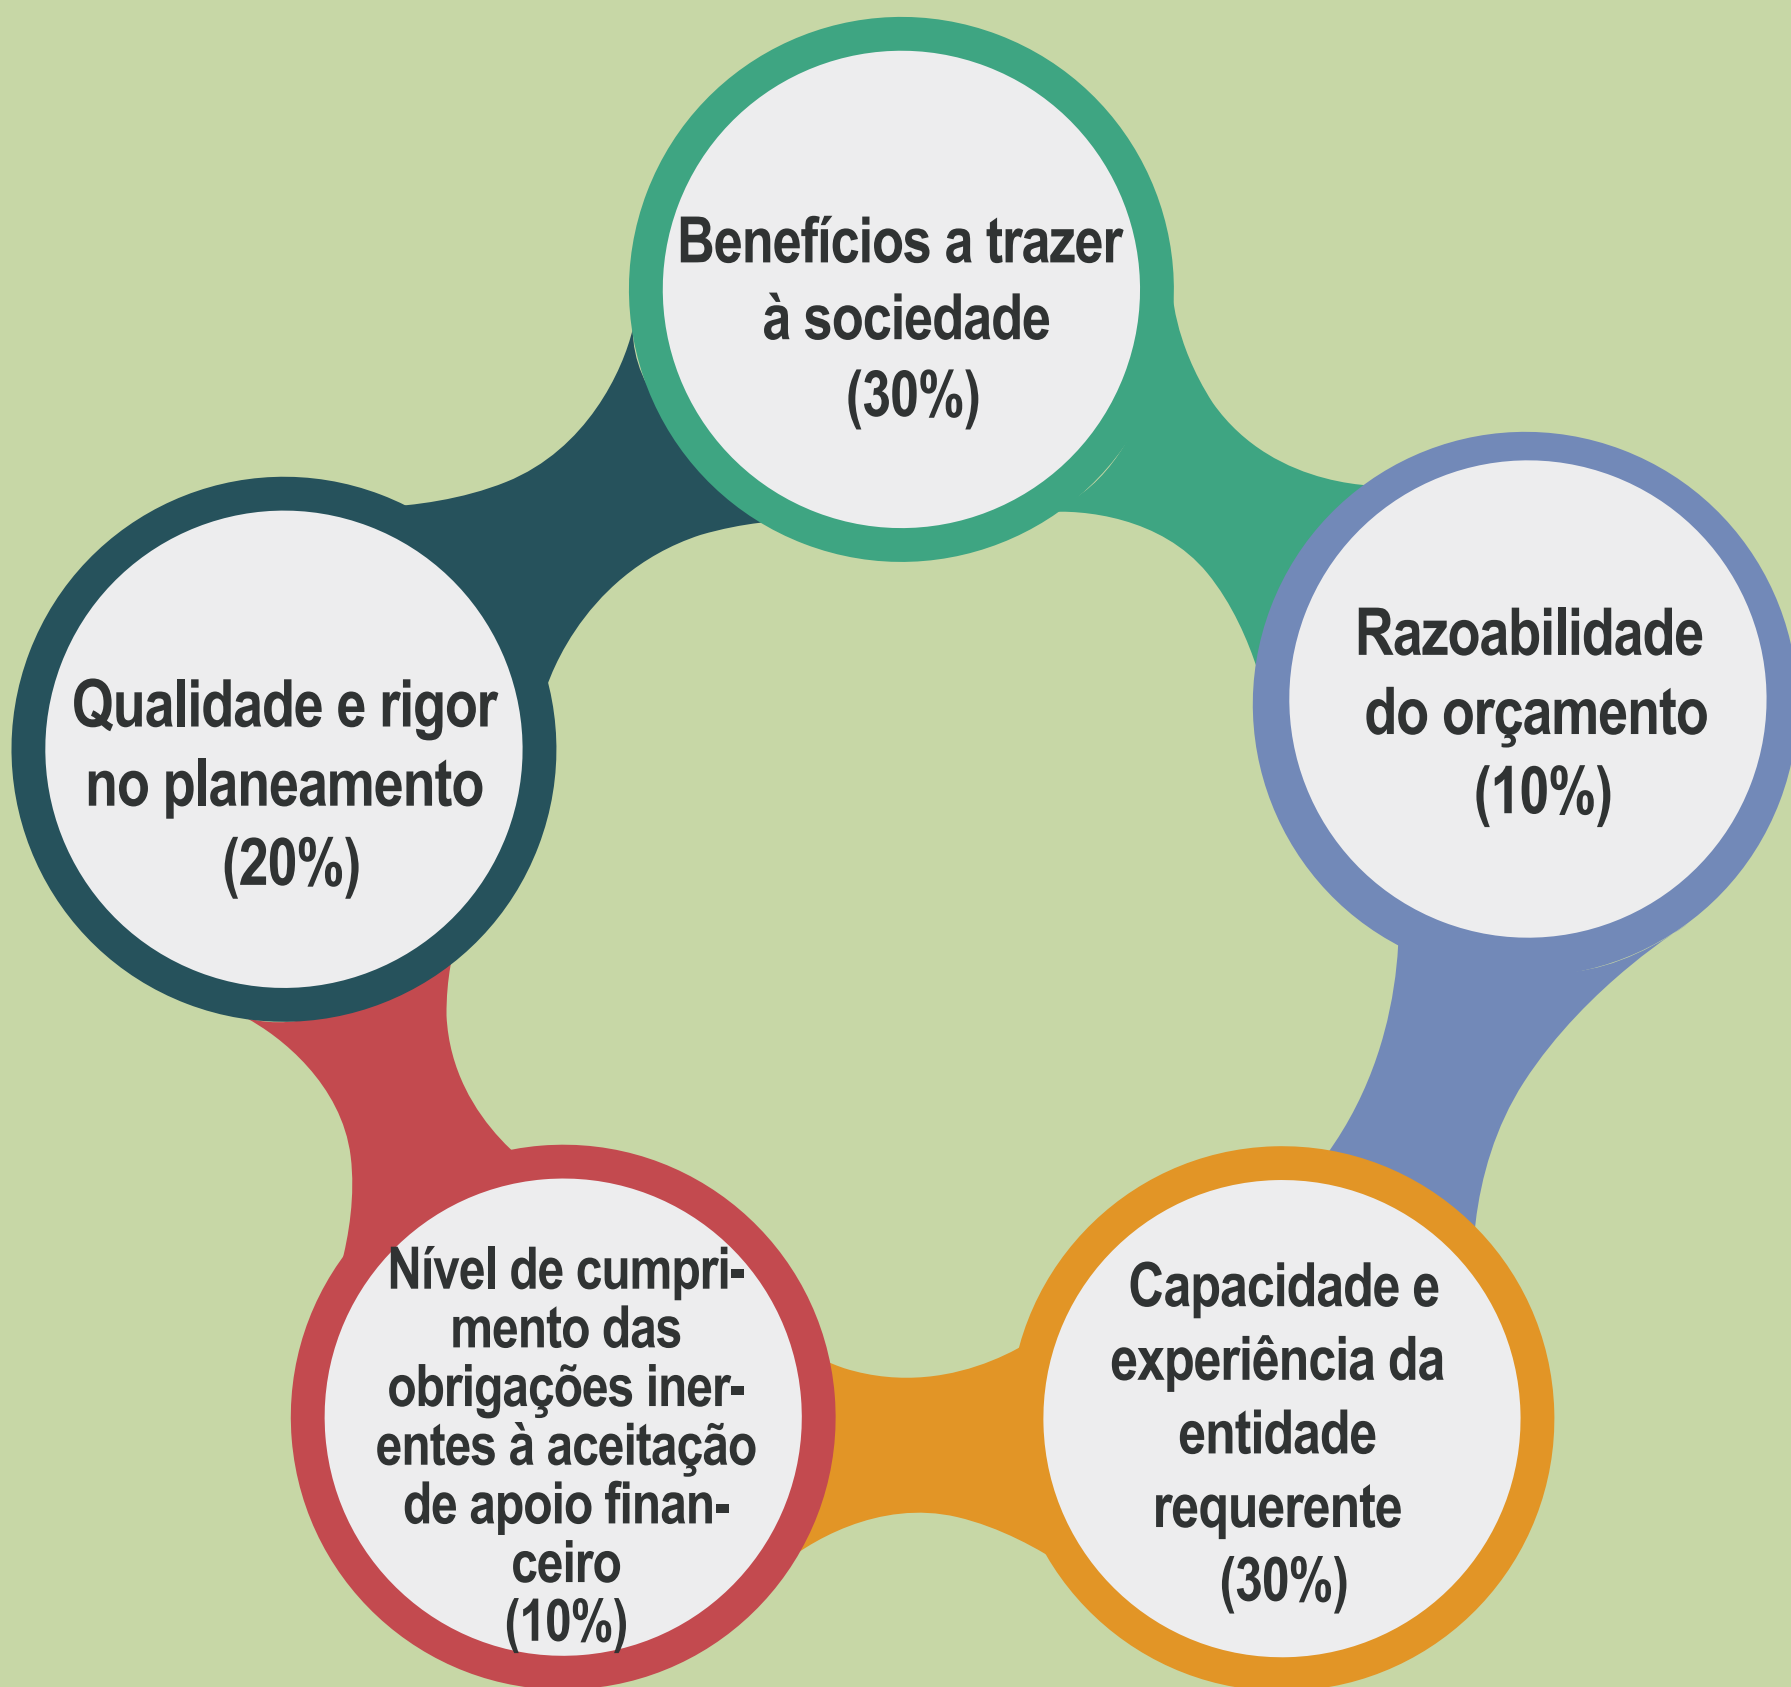 Benefícios a trazer
à sociedade
(30%)
Razoabilidade
do orçamento
(10%)
Qualidade e rigor
no planeamento
(20%)
Nível de cumpri-
mento das
obrigações iner-
entes à aceitação
de apoio finan-
ceiro
(10%)
Capacidade e
experiência da
entidade
requerente
(30%)